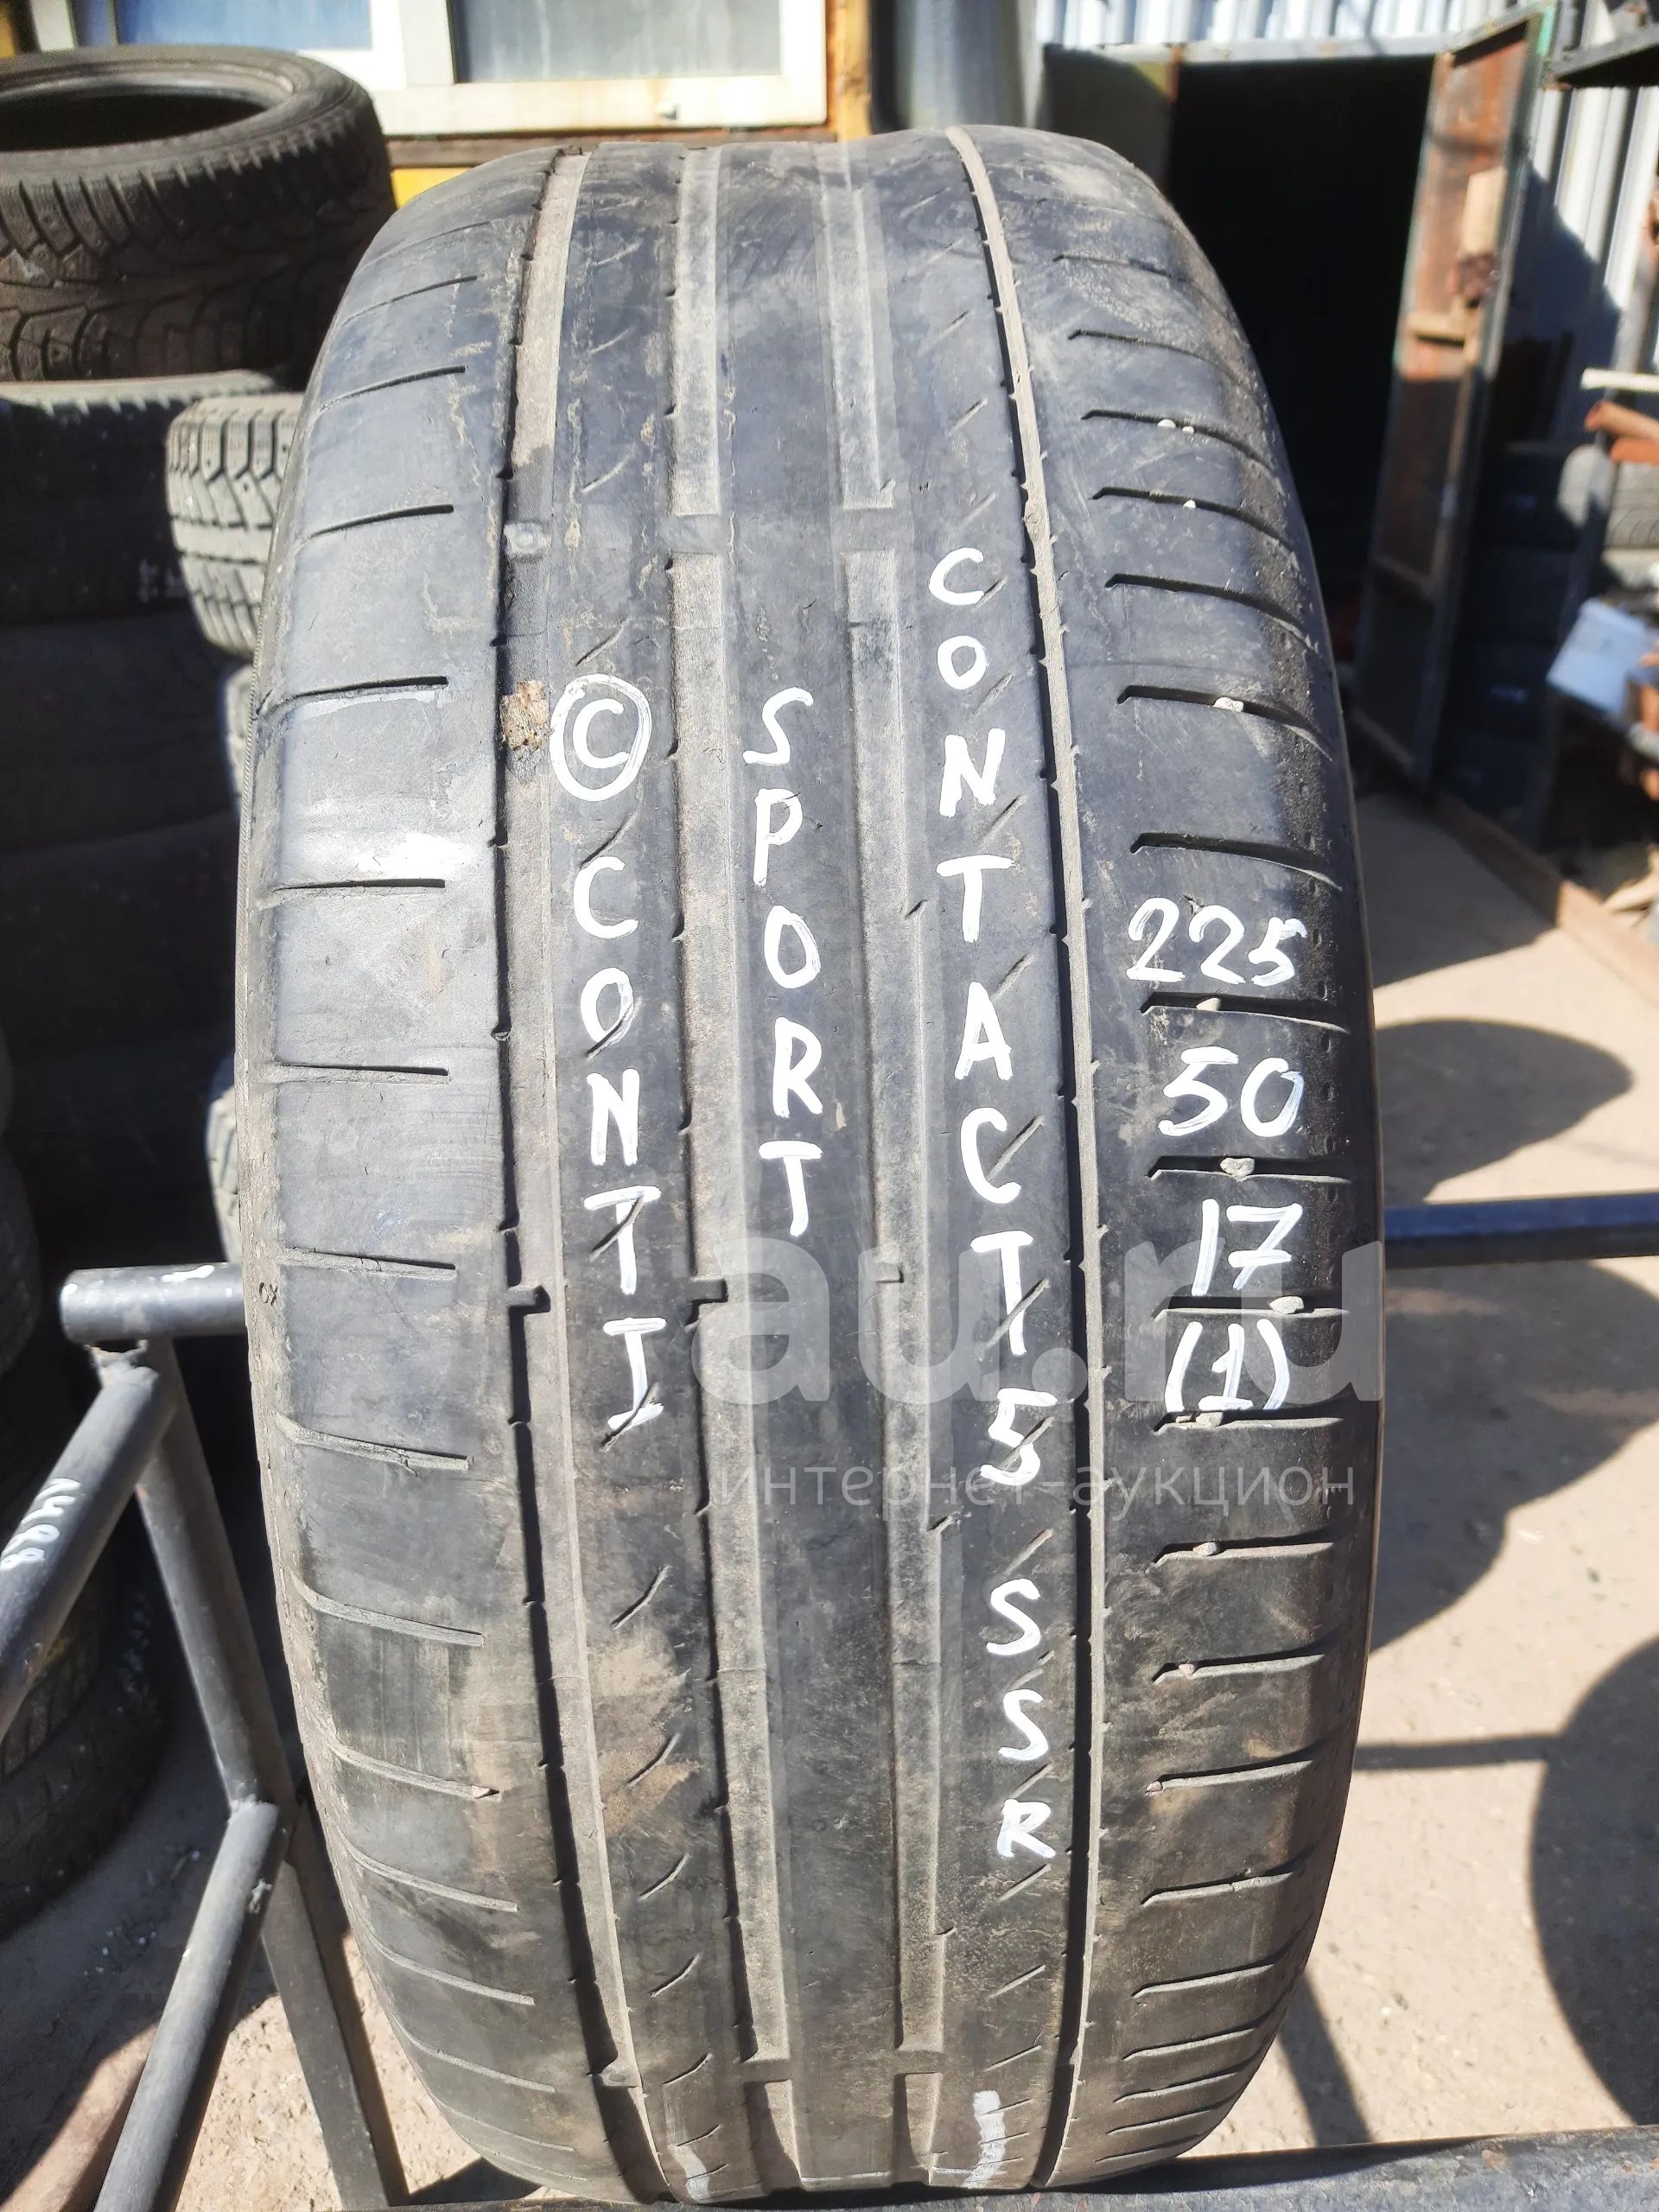 © CONTI
SPORT
CONTACT 5 SSR
225
50
17
(1)
au.ru
интернет-аукцион